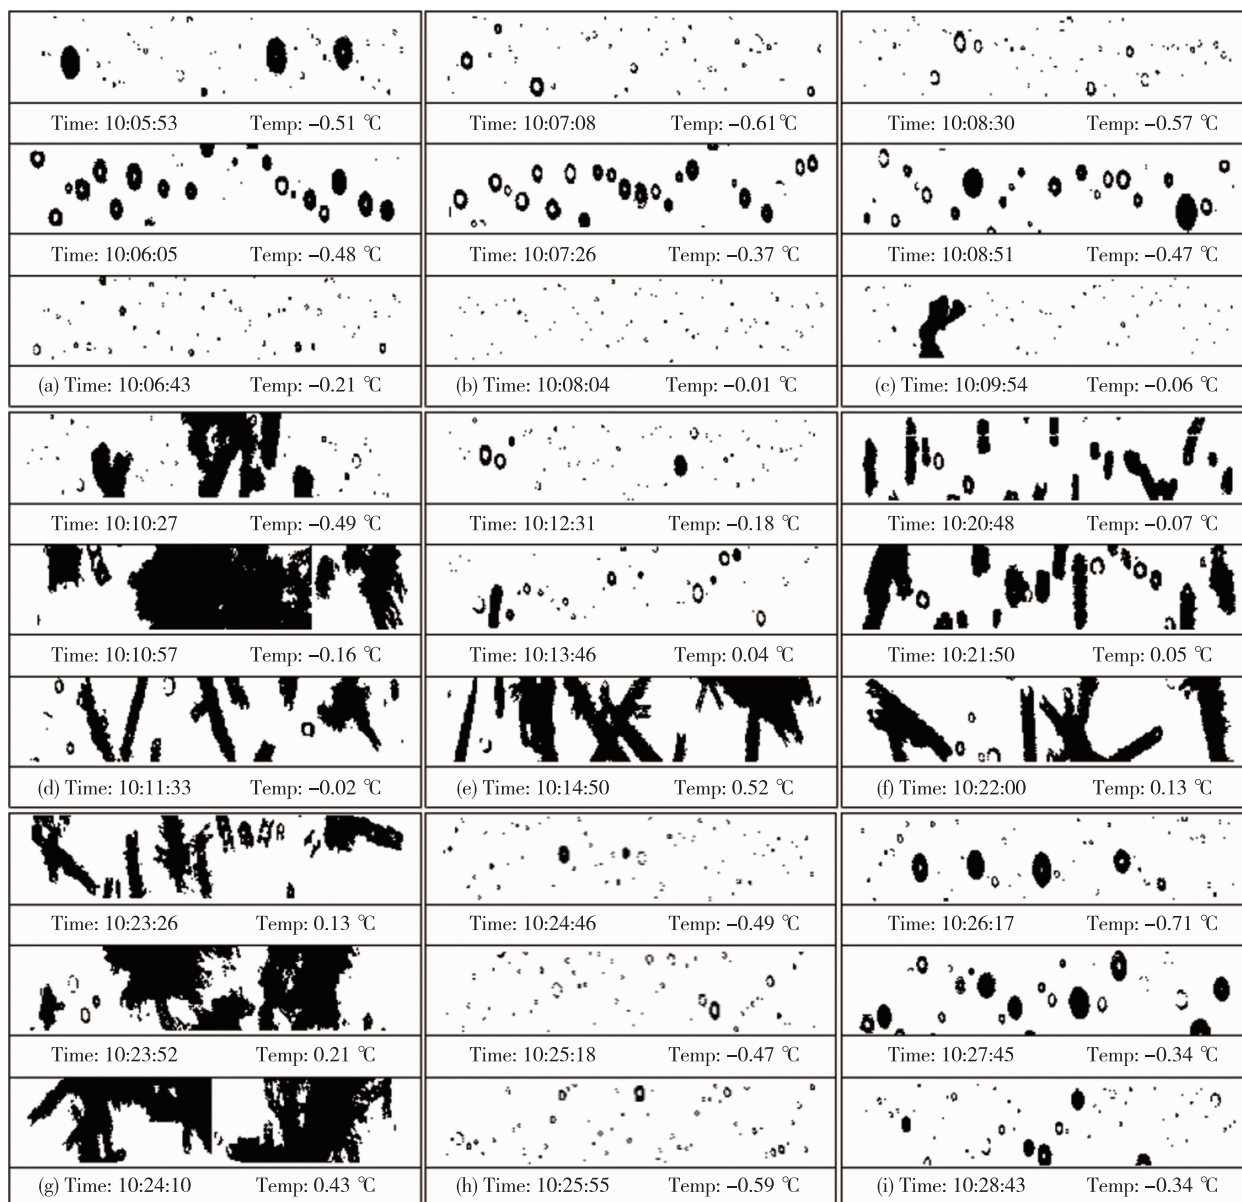 Time: 10:05:53 Temp: −0.51 ℃
Time: 10:06:05 Temp: −0.48 ℃
(a) Time: 10:06:43 Temp: −0.21 ℃
Time: 10:07:08 Temp: −0.61 ℃
Time: 10:07:26 Temp: −0.37 ℃
(b) Time: 10:08:04 Temp: −0.01 ℃
Time: 10:08:30 Temp: −0.57 ℃
Time: 10:08:51 Temp: −0.47 ℃
(c) Time: 10:09:54 Temp: −0.06 ℃
Time: 10:10:27 Temp: −0.49 ℃
Time: 10:10:57 Temp: −0.16 ℃
(d) Time: 10:11:33 Temp: −0.02 ℃
Time: 10:12:31 Temp: −0.18 ℃
Time: 10:13:46 Temp: 0.04 ℃
(e) Time: 10:14:50 Temp: 0.52 ℃
Time: 10:20:48 Temp: −0.07 ℃
Time: 10:21:50 Temp: 0.05 ℃
(f) Time: 10:22:00 Temp: 0.13 ℃
Time: 10:23:26 Temp: 0.13 ℃
Time: 10:23:52 Temp: 0.21 ℃
(g) Time: 10:24:10 Temp: 0.43 ℃
Time: 10:24:46 Temp: −0.49 ℃
Time: 10:25:18 Temp: −0.47 ℃
(h) Time: 10:25:55 Temp: −0.59 ℃
Time: 10:26:17 Temp: −0.71 ℃
Time: 10:27:45 Temp: −0.34 ℃
(i) Time: 10:28:43 Temp: −0.34 ℃